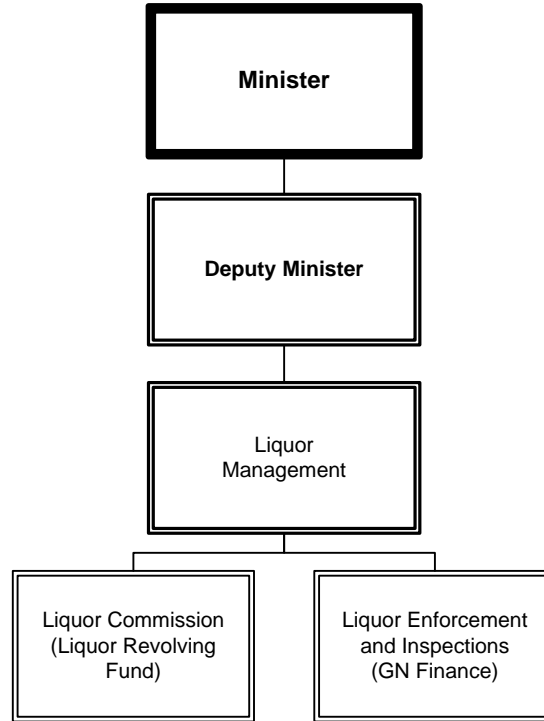 Minister
Deputy Minister
Liquor
Management
Liquor Commission
(Liquor Revolving
Fund)
Liquor Enforcement
and Inspections
(GN Finance)